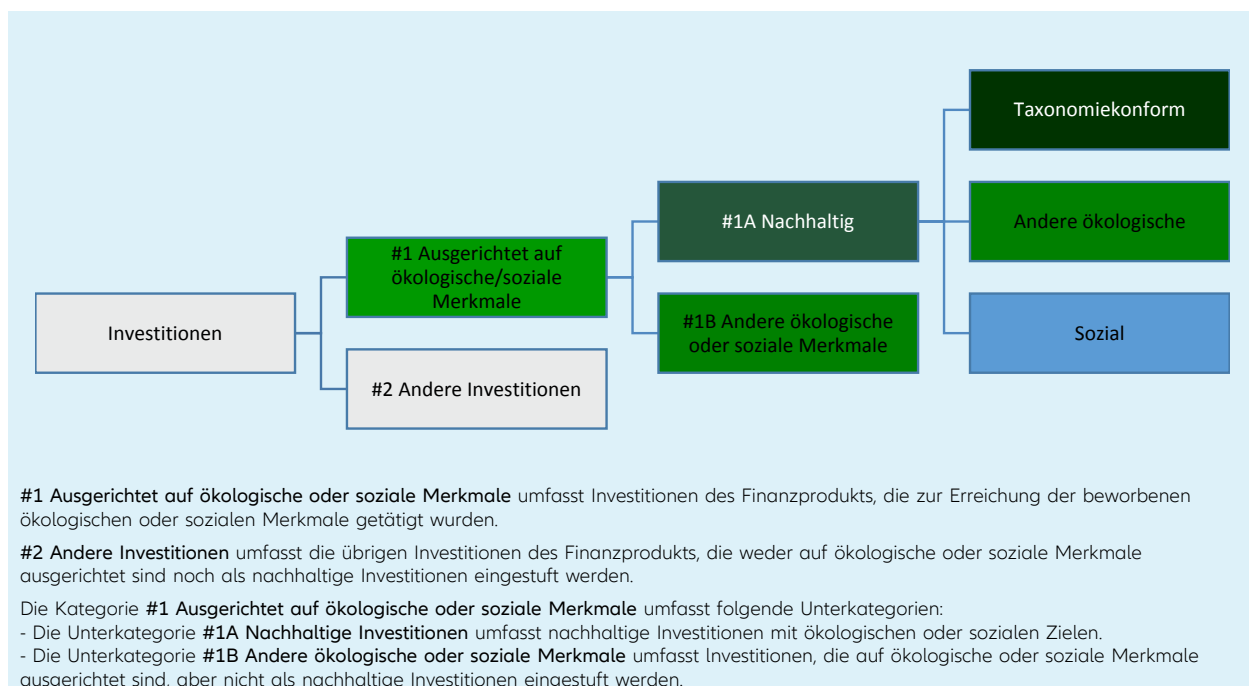 Taxonomiekonform
#1A Nachhaltig
Andere ökologische
#1 Ausgerichtet auf
ökologische/soziale
Merkmale
Investitionen
#1B Andere ökologische
oder soziale Merkmale
Sozial
#2 Andere Investitionen
#1 Ausgerichtet auf ökologische oder soziale Merkmale umfasst Investitionen des Finanzprodukts, die zur Erreichung der beworbenen
ökologischen oder sozialen Merkmale getätigt wurden.
#2 Andere Investitionen umfasst die übrigen Investitionen des Finanzprodukts, die weder auf ökologische oder soziale Merkmale
ausgerichtet sind noch als nachhaltige Investitionen eingestuft werden.
Die Kategorie #1 Ausgerichtet auf ökologische oder soziale Merkmale umfasst folgende Unterkategorien:
- Die Unterkategorie #1A Nachhaltige Investitionen umfasst nachhaltige Investitionen mit ökologischen oder sozialen Zielen.
- Die Unterkategorie #1B Andere ökologische oder soziale Merkmale umfasst Investitionen, die auf ökologische oder soziale Merkmale
ausgerichtet sind, aber nicht als nachhaltige Investitionen eingestuft werden.